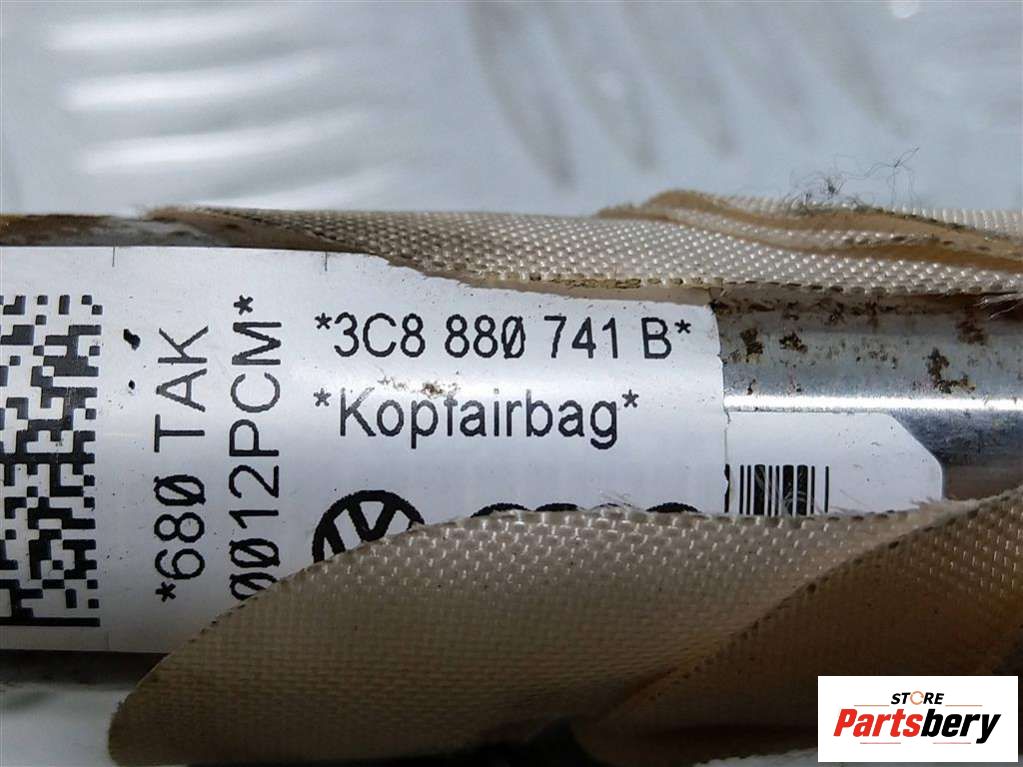 *3C8 880 741 B*
*Kopfairbag*
*680 TAK
0012PCM*
STORE
Partsbery